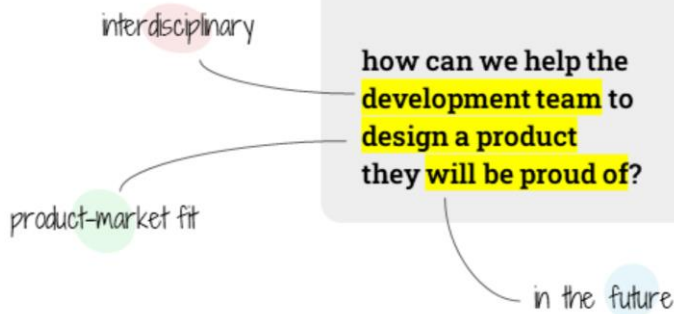 interdisciplinary
how can we help the
development team to
design a product
they will be proud of?
product-market fit
in the future